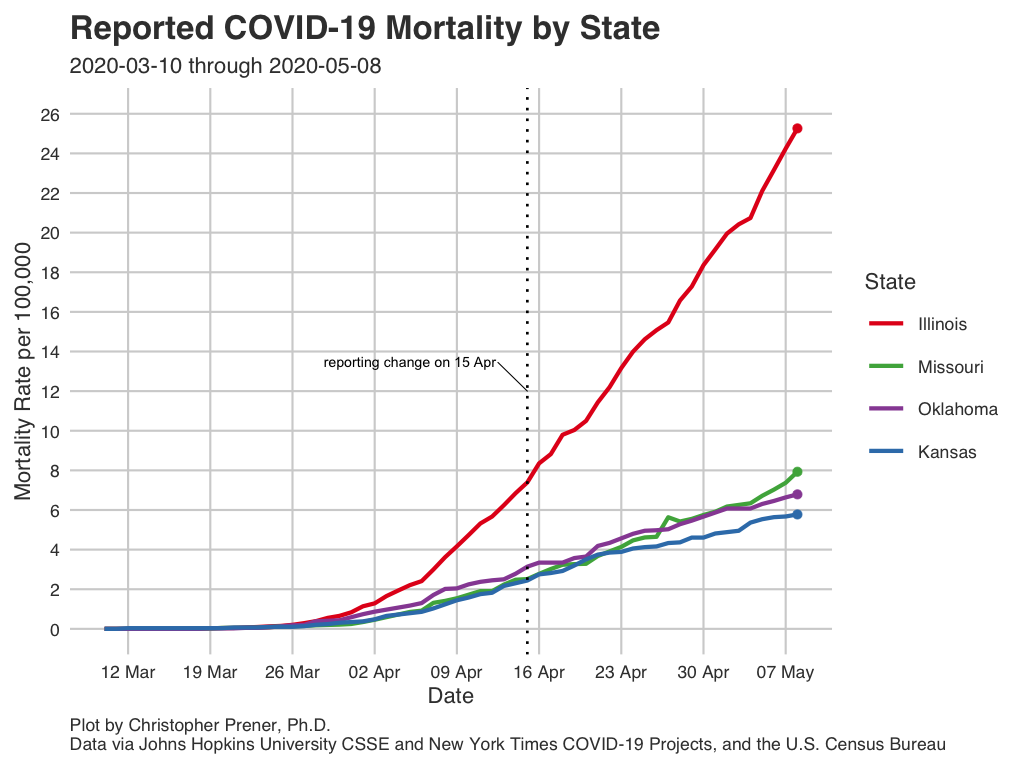 Reported COVID-19 Mortality by State
2020-03-10 through 2020-05-08
Mortality Rate per 100,000
26
24
22
20
18
16
14
12
10
8
6
4
2
0
reporting change on 15 Apr
12 Mar 19 Mar 26 Mar 02 Apr 09 Apr 16 Apr 23 Apr 30 Apr 07 May
Date
State
Illinois
Missouri
Oklahoma
Kansas
Plot by Christopher Prener, Ph.D.
Data via Johns Hopkins University CSSE and New York Times COVID-19 Projects, and the U.S. Census Bureau